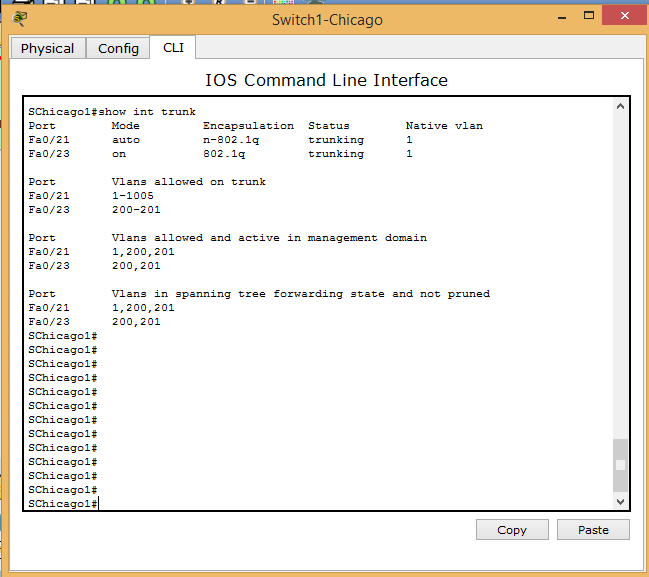 Switch1-Chicago
Physical Config CLI
IOS Command Line Interface
SChicago1#show int trunk
Port Mode Encapsulation Status Native vlan
Fa0/21 auto n-802.1q trunking 1
Fa0/23 on 802.1q trunking 1
Port Vlans allowed on trunk
Fa0/21 1-1005
Fa0/23 200-201
Port Vlans allowed and active in management domain
Fa0/21 1,200,201
Fa0/23 200,201
Port Vlans in spanning tree forwarding state and not pruned
Fa0/21 1,200,201
Fa0/23 200,201
SChicago1#
SChicago1#
SChicago1#
SChicago1#
SChicago1#
SChicago1#
SChicago1#
SChicago1#
SChicago1#
SChicago1#
SChicago1#
SChicago1#
SChicago1#
Copy Paste